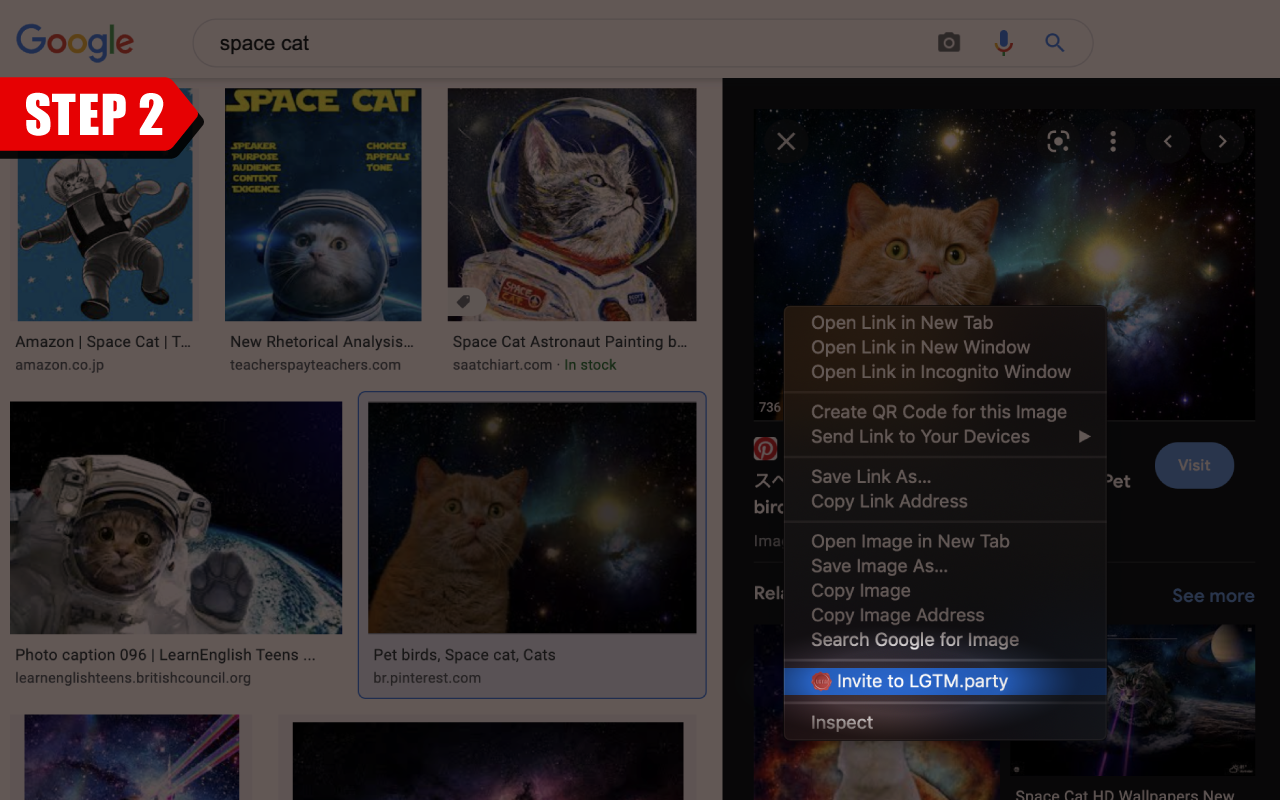 Google
space cat
STEP 2
SPACE CAT
SPEAKER
PURPOSE
AUDIENCE
CONTEXT
EXIGENCE
CHOICES
APPEALS
TONE
SPACE
CAT
Amazon | Space Cat | T...
amazon.co.jp
New Rhetorical Analysis...
teacherspayteachers.com
Space Cat Astronaut Painting b...
saatchiart.com · In stock
Photo caption 096 | LearnEnglish Teens ...
learnenglishteens.britishcouncil.org
Pet birds, Space cat, Cats
br.pinterest.com
736
Pet
Visit
See more
Open Link in New Tab
Open Link in New Window
Open Link in Incognito Window
Create QR Code for this Image
Send Link to Your Devices
Save Link As...
Copy Link Address
Open Image in New Tab
Save Image As...
Copy Image
Copy Image Address
Search Google for Image
Invite to LGTM.party
Inspect
Space Cat HD Wallpapers New